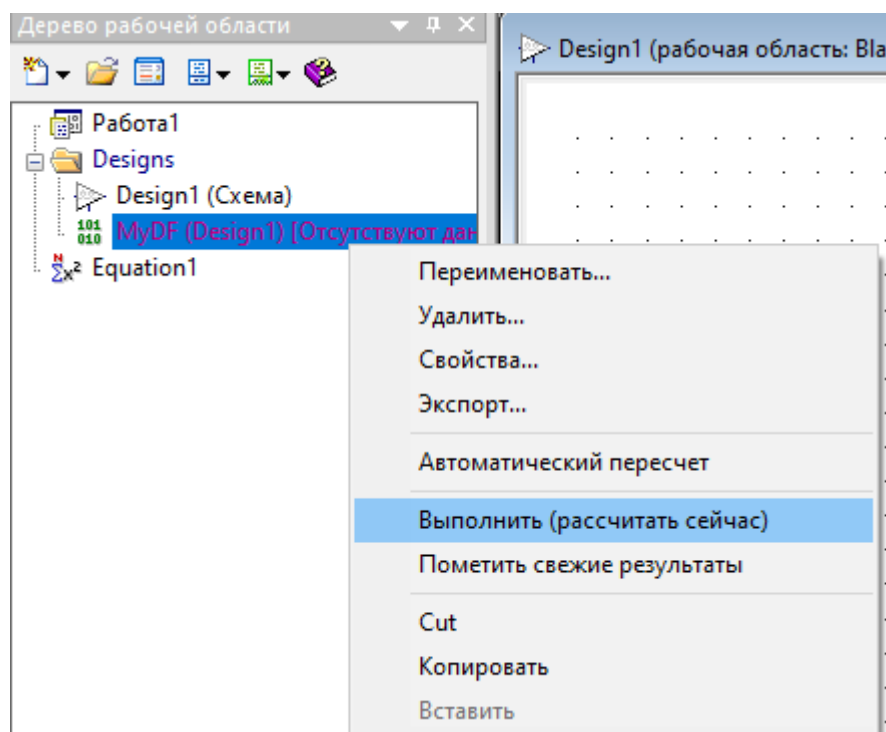 Дерево рабочей области
Design1 (рабочая область: Bla
Работа1
Designs
Design1 (Схема)
101
010
MyDF (Design1) [Отсутствуют дан
N
Σx²
Equation1
Переименовать...
Удалить...
Свойства...
Экспорт...
Автоматический пересчет
Выполнить (рассчитать сейчас)
Пометить свежие результаты
Cut
Копировать
Вставить